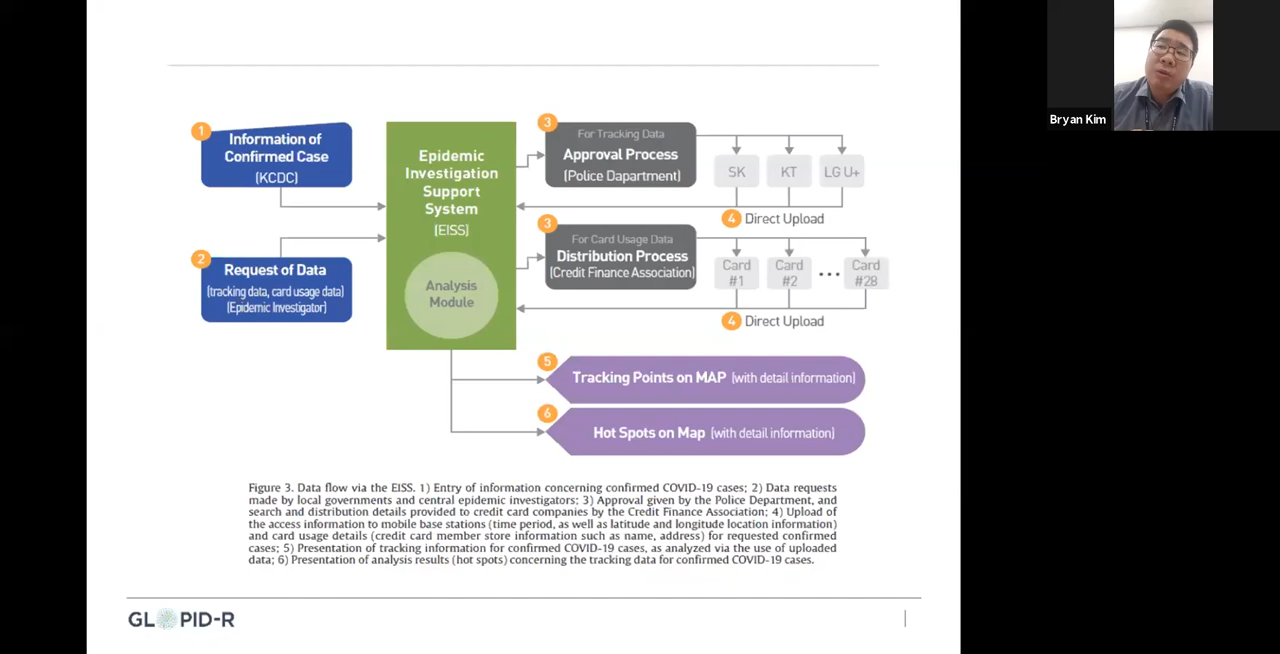 1
Information of
Confirmed Case
(KCDC)
2
Request of Data
(tracking data, card usage data)
(Epidemic Investigator)
Epidemic
Investigation
Support
System
(EISS)
Analysis
Module
3
For Tracking Data
Approval Process
(Police Dapartment)
SK
KT
LG U+
4 Direct Upload
3
For Card Usage Data
Distribution Process
(Credit Finance Association)
Card
#1
Card
#2
...
Card
#28
4 Direct Upload
5
Tracking Points on MAP (with detail information)
6
Hot Spots on Map (with detail information)
Figure 3. Data flow via the EISS. 1) Entry of information concerning confirmed COVID-19 cases; 2) Data requests
made by local governments and central epidemic investigators; 3) Approval given by the Police Department, and
search and distribution details provided to credit card companies by the Credit Finance Association; 4) Upload of
the access information to mobile base stations (time period, as well as latitude and longitude location information)
and card usage details (credit card member store information such as name, address) for requested confirmed
cases; 5) Presentation of tracking information for confirmed COVID-19 cases, as analyzed via the use of uploaded
data; 6) Presentation of analysis results (hot spots) concerning the tracking data for confirmed COVID-19 cases.
GLOPID-R
Bryan Kim